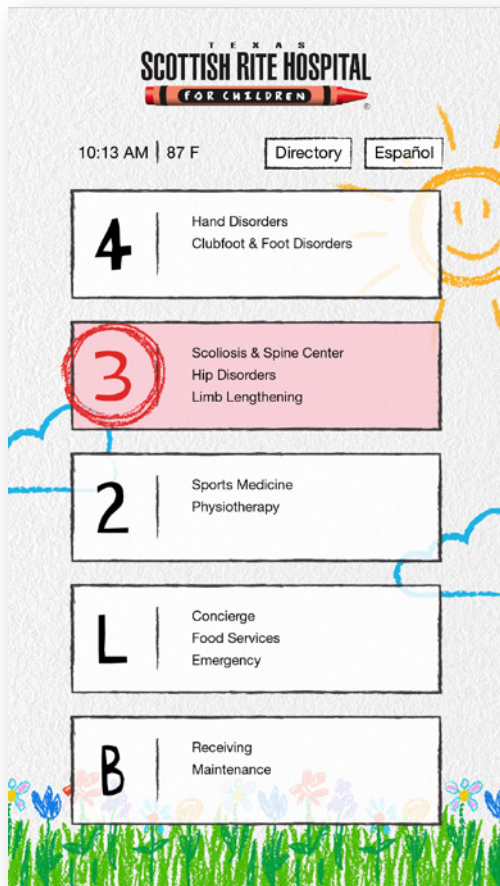 TEXAS
SCOTTISH RITE HOSPITAL
FOR CHILDREN
®
10:13 AM | 87 F
Directory
Español
4
Hand Disorders
Clubfoot & Foot Disorders
3
Scoliosis & Spine Center
Hip Disorders
Limb Lengthening
2
Sports Medicine
Physiotherapy
L
Concierge
Food Services
Emergency
B
Receiving
Maintenance